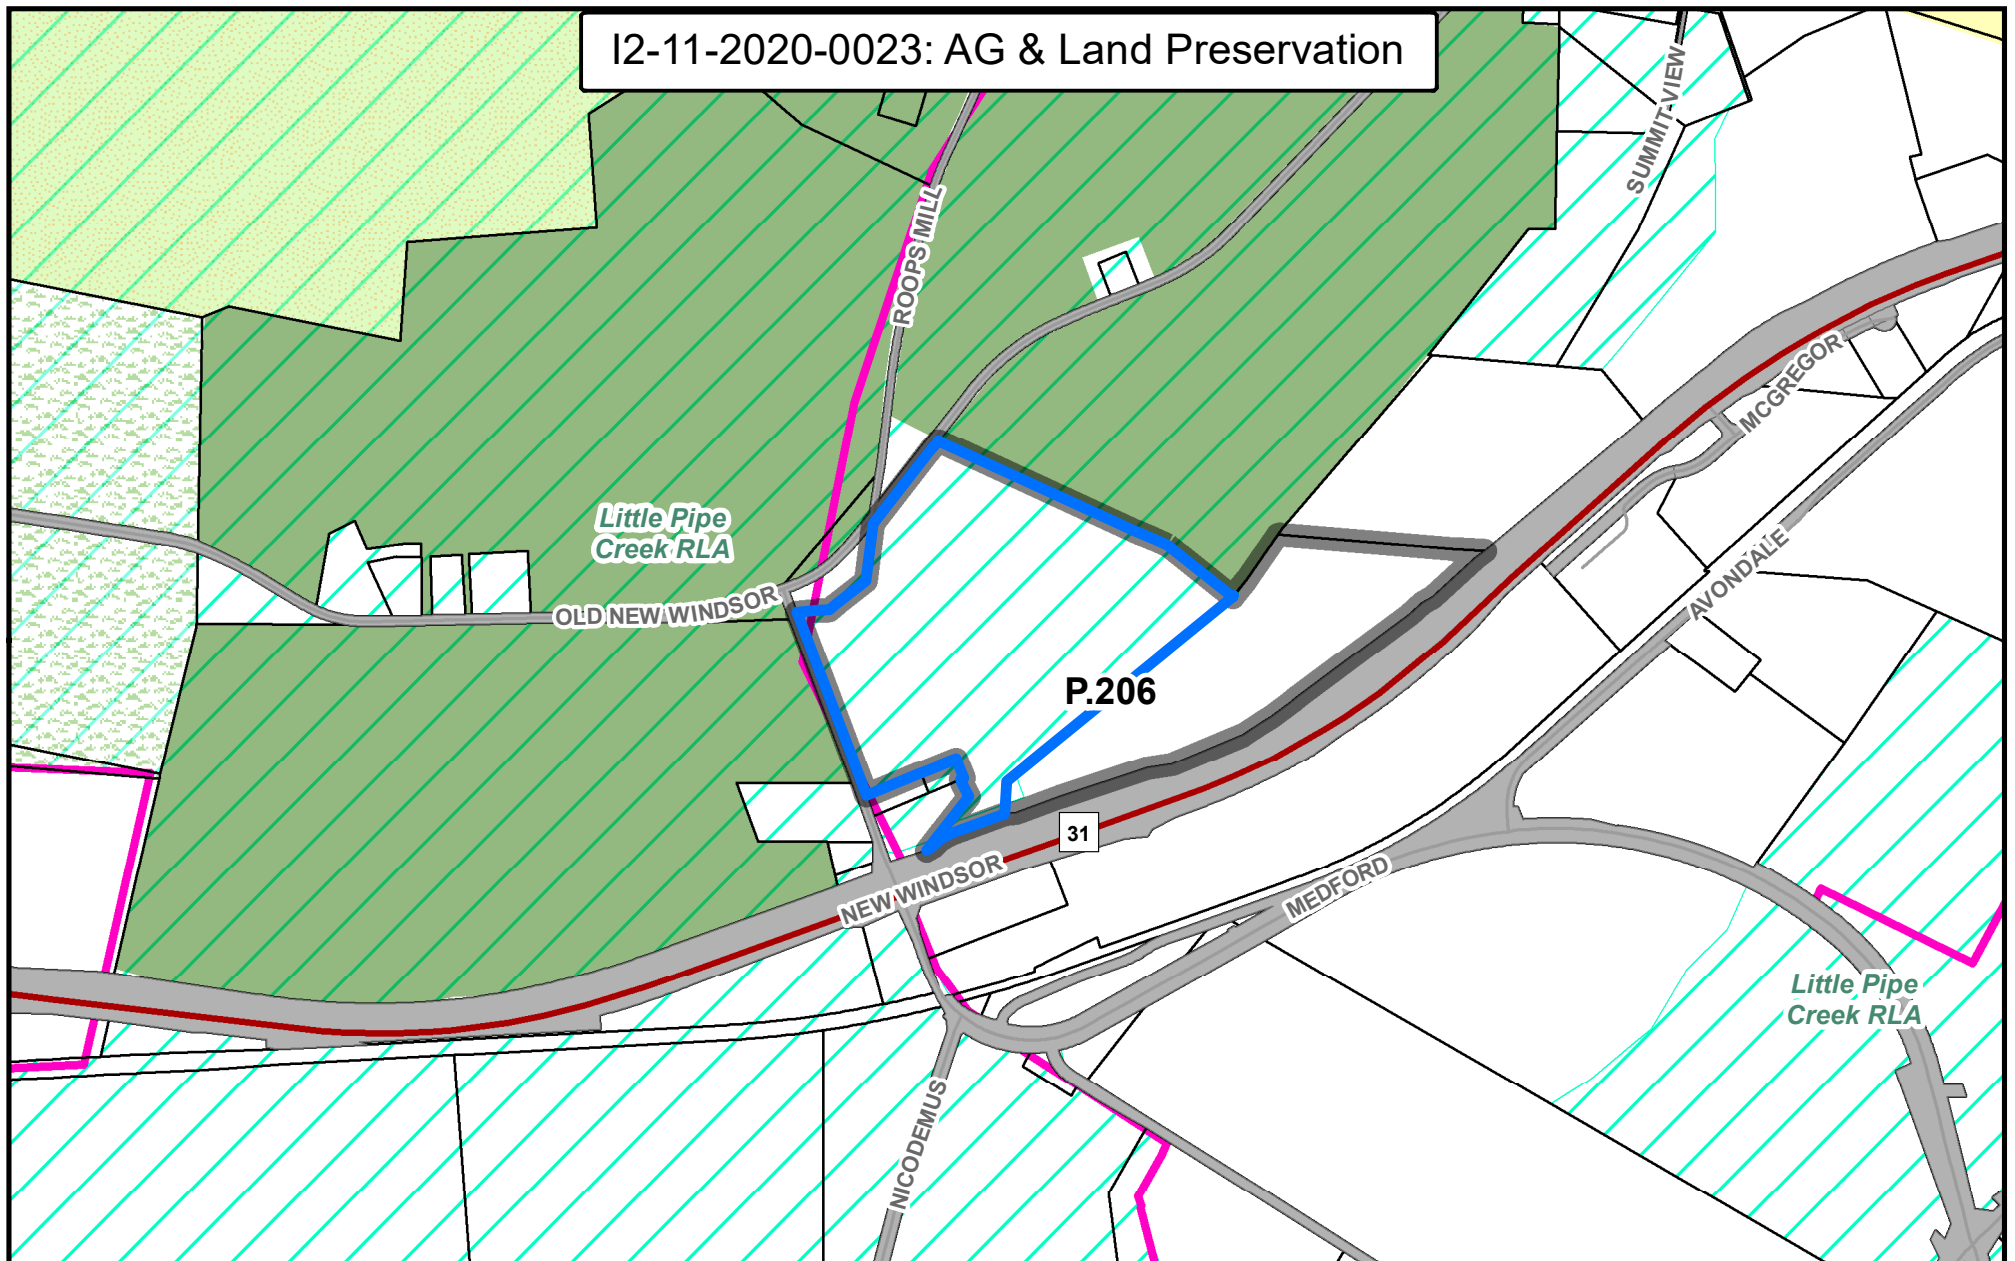 I2-11-2020-0023: AG & Land Preservation
SUMMIT VIEW
ROOPS MILL
MCGREGOR
Little Pipe
Creek RLA
OLD NEW WINDSOR
AVONDALE
P.206
31
NEW WINDSOR
MEDFORD
Little Pipe
Creek RLA
NICODEMUS